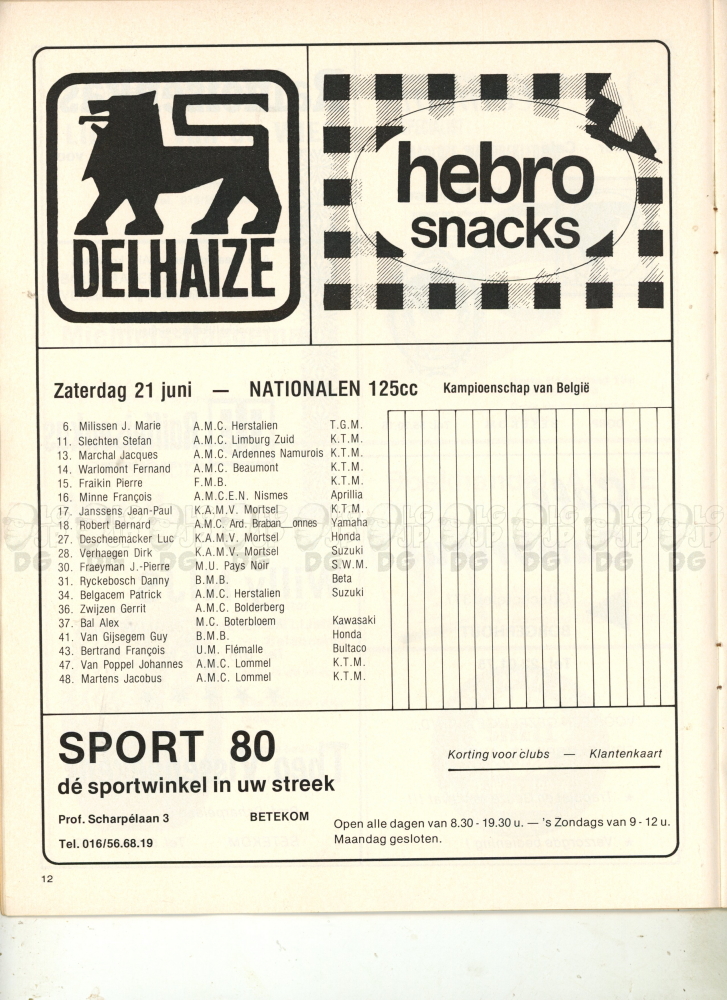 DELHAIZE
hebro
snacks
Zaterdag 21 juni — NATIONALEN 125cc Kampioenschap van België
6. Milissen J. Marie A.M.C. Herstalien T.G.M.
11. Slechten Stefan A.M.C. Limburg Zuid K.T.M.
13. Marchal Jacques A.M.C. Ardennes Namurois K.T.M.
14. Warlomont Fernand A.M.C. Beaumont K.T.M.
15. Fraikin Pierre F.M.B. K.T.M.
16. Minne François A.M.C.E.N. Nismes Aprillia
17. Janssens Jean-Paul K.A.M.V. Mortsel K.T.M.
18. Robert Bernard A.M.C. Ard. Braban__onnes Yamaha
27. Descheemacker Luc K.A.M.V. Mortsel Honda
28. Verhaegen Dirk K.A.M.V. Mortsel Suzuki
30. Fraeyman J.-Pierre M.U. Pays Noir S.W.M.
31. Ryckebosch Danny B.M.B. Beta
34. Belgacem Patrick A.M.C. Herstalien Suzuki
36. Zwijzen Gerrit A.M.C. Bolderberg
37. Bal Alex M.C. Boterbloem Kawasaki
41. Van Gijsegem Guy B.M.B. Honda
43. Bertrand François U.M. Flémalle Bultaco
47. Van Poppel Johannes A.M.C. Lommel K.T.M.
48. Martens Jacobus A.M.C. Lommel K.T.M.
SPORT 80
dé sportwinkel in uw streek
Korting voor clubs — Klantenkaart
Prof. Scharpélaan 3 BETEKOM
Tel. 016/56.68.19
Open alle dagen van 8.30 - 19.30 u. — 's Zondags van 9 - 12 u.
Maandag gesloten.
12